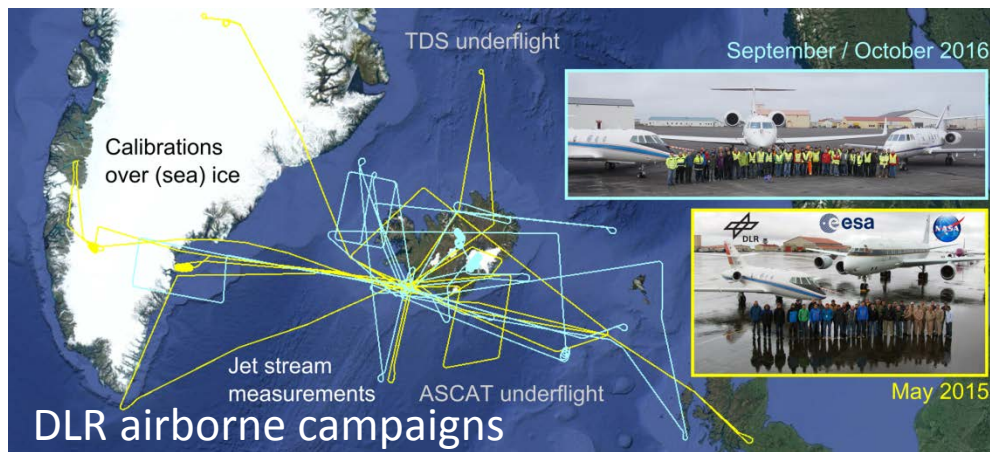 TDS underflight
September / October 2016
Calibrations
over (sea) ice
DLR
esa
NASA
Jet stream
measurements
ASCAT underflight
May 2015
DLR airborne campaigns